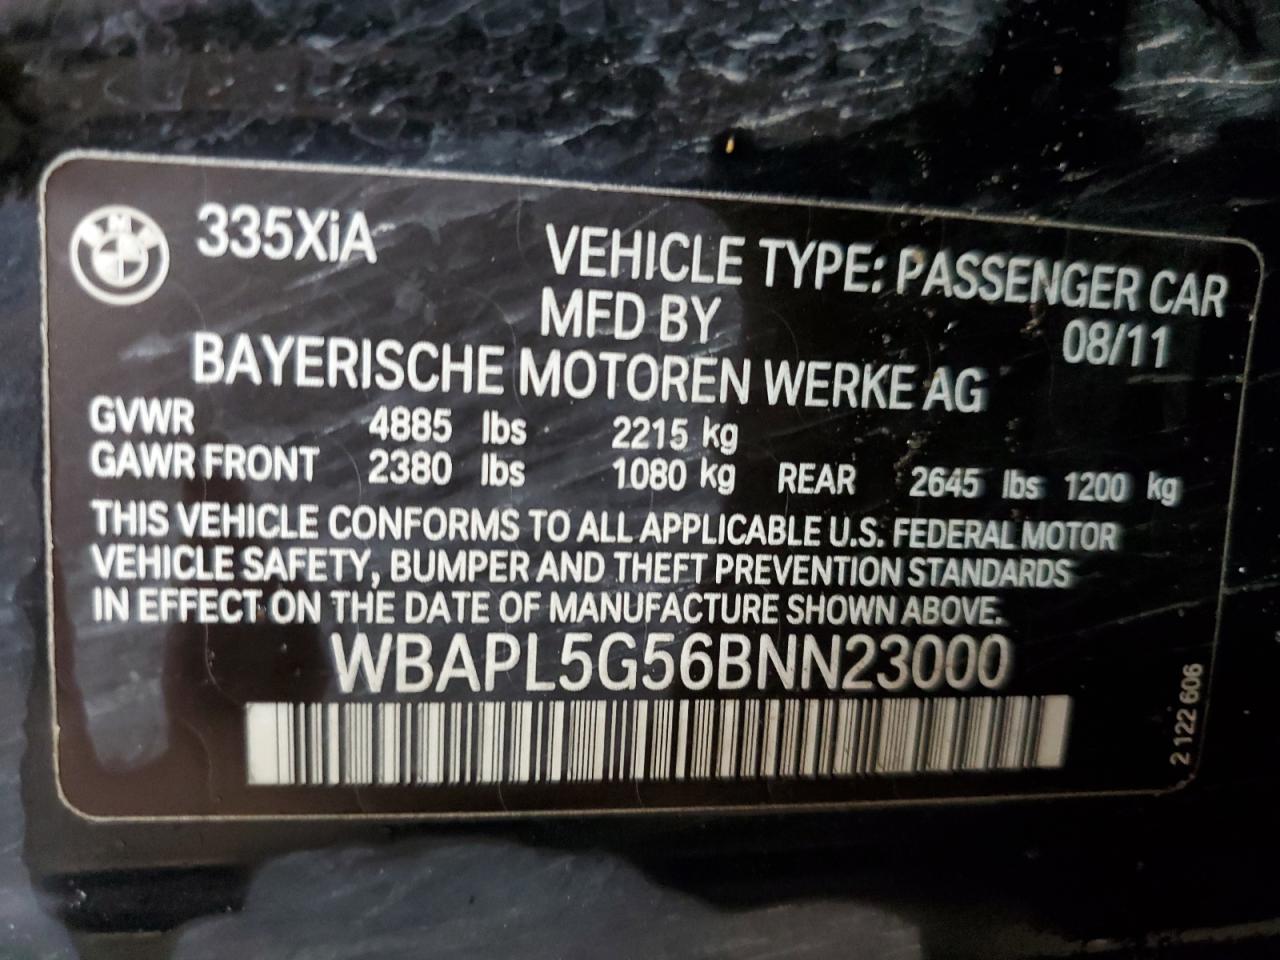 BMW
335XiA
VEHICLE TYPE: PASSENGER CAR
MFD BY
08/11
BAYERISCHE MOTOREN WERKE AG
GVWR 4885 lbs 2215 kg
GAWR FRONT 2380 lbs 1080 kg REAR 2645 lbs 1200 kg
THIS VEHICLE CONFORMS TO ALL APPLICABLE U.S. FEDERAL MOTOR
VEHICLE SAFETY, BUMPER AND THEFT PREVENTION STANDARDS
IN EFFECT ON THE DATE OF MANUFACTURE SHOWN ABOVE.
WBAPL5G56BNN23000
2 122 606